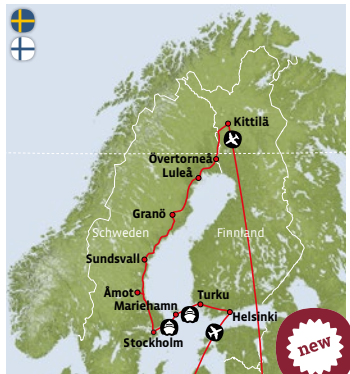 Kittilä
Övertorneå
Luleå
Granö
Schweden
Finnland
Sundsvall
Åmot
Mariehamn
Turku
Helsinki
Stockholm
new